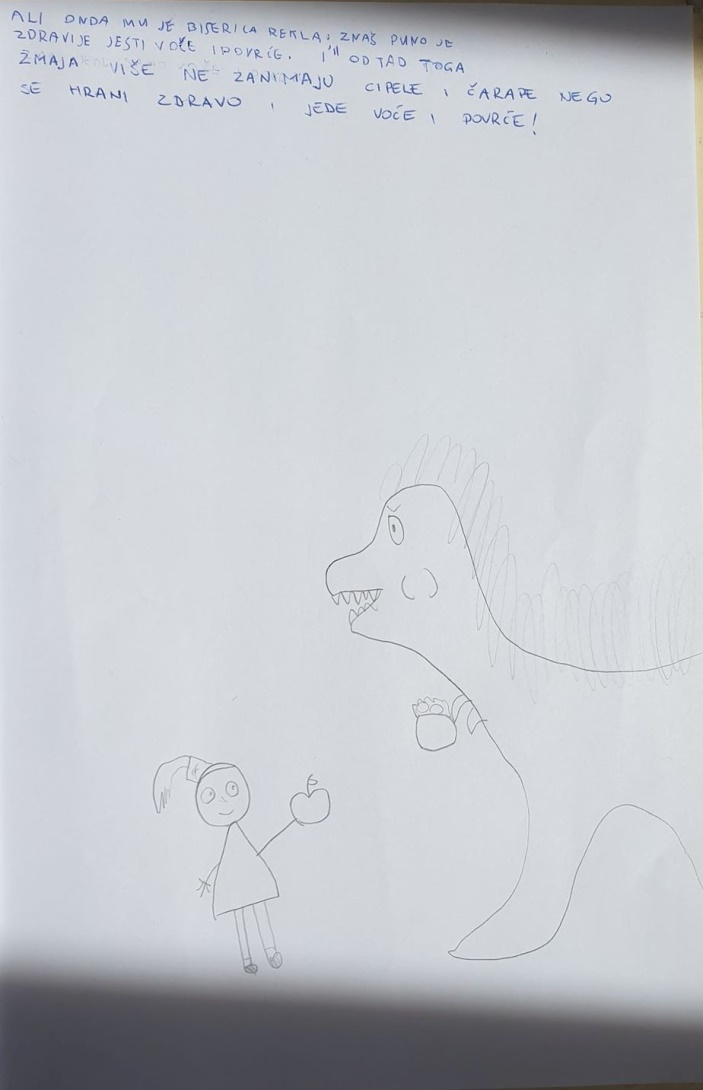 ALI ONDA MU JE BISERICA REKLA: ZNAŠ PUNO JE
ZDRAVIJE JESTI VOĆE I POVRĆE. I'' OD TAD TOGA
ŽMAJA VIŠE NE ZANIMAJU CIPELE I ČARAPE NEGO
SE HRANI ZDRAVO I JEDE VOĆE I POVRĆE!